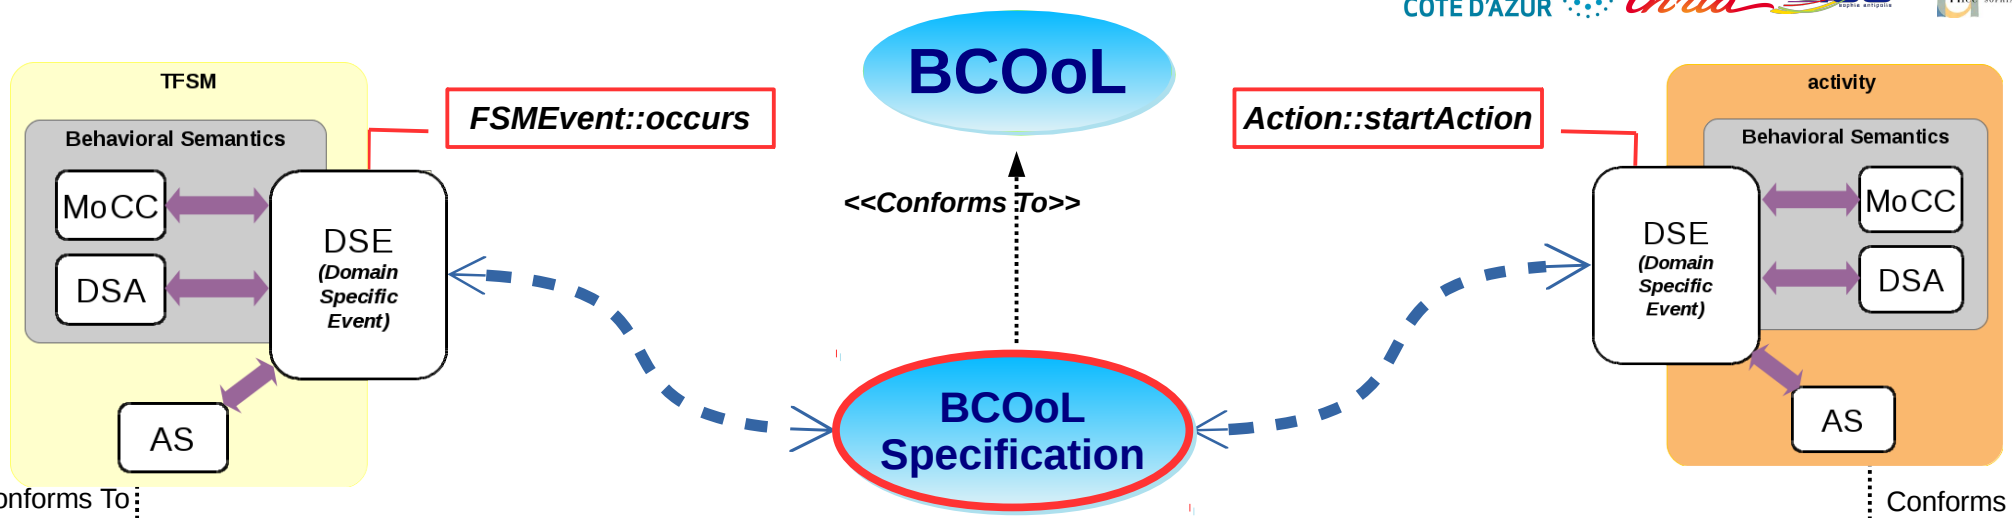 CÔTE D'AZUR
BCOoL
TFSM
activity
FSMEvent::occurs
Action::startAction
Behavioral Semantics
Behavioral Semantics
MoCC
MoCC
<<Conforms To>>
DSE
(Domain
Specific
Event)
DSE
(Domain
Specific
Event)
DSA
DSA
BCOoL
Specification
AS
AS
onforms To
Conforms